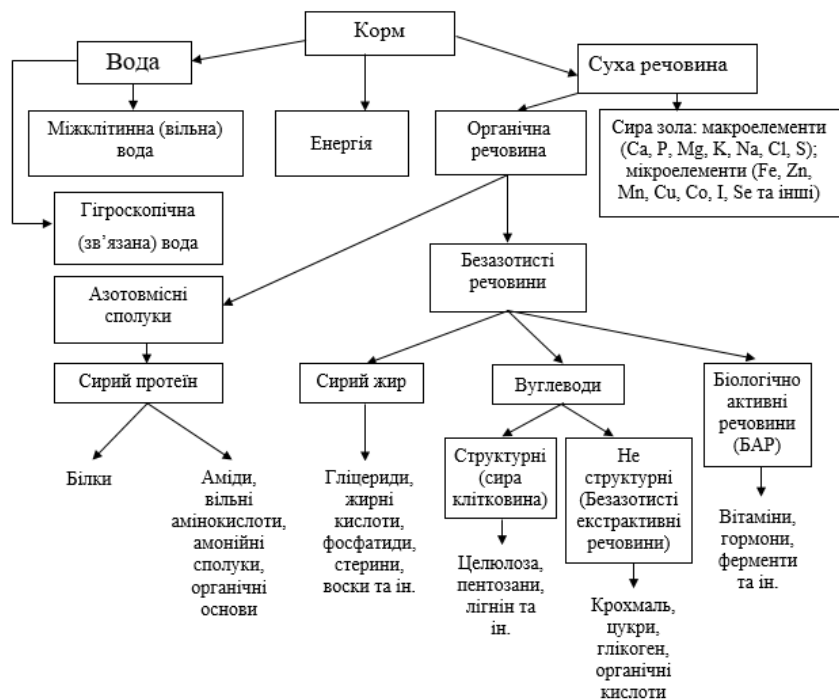 Корм
Вода
Суха речовина
Міжклітинна (вільна)
вода
Енергія
Органічна
речовина
Сира зола: макроелементи
(Ca, P, Mg, K, Na, Cl, S);
мікроелементи (Fe, Zn,
Mn, Cu, Co, I, Se та інші)
Гігроскопічна
(зв’язана) вода
Азотовмісні
сполуки
Безазотисті
речовини
Сирий протеїн
Сирий жир
Вуглеводи
Біологічно
активні
речовини
(БАР)
Білки
Аміди,
вільні
амінокислоти,
амонійні
сполуки,
органічні
основи
Гліцериди,
жирні
кислоти,
фосфатиди,
стерини,
воски та ін.
Структурні
(сира
клітковина)
Не
структурні
(Безазотисті
екстрактивні
речовини)
Целюлоза,
пентозани,
лігнін та
ін.
Крохмаль,
цукри,
глікоген,
органічні
кислоти
Вітаміни,
гормони,
ферменти
та ін.